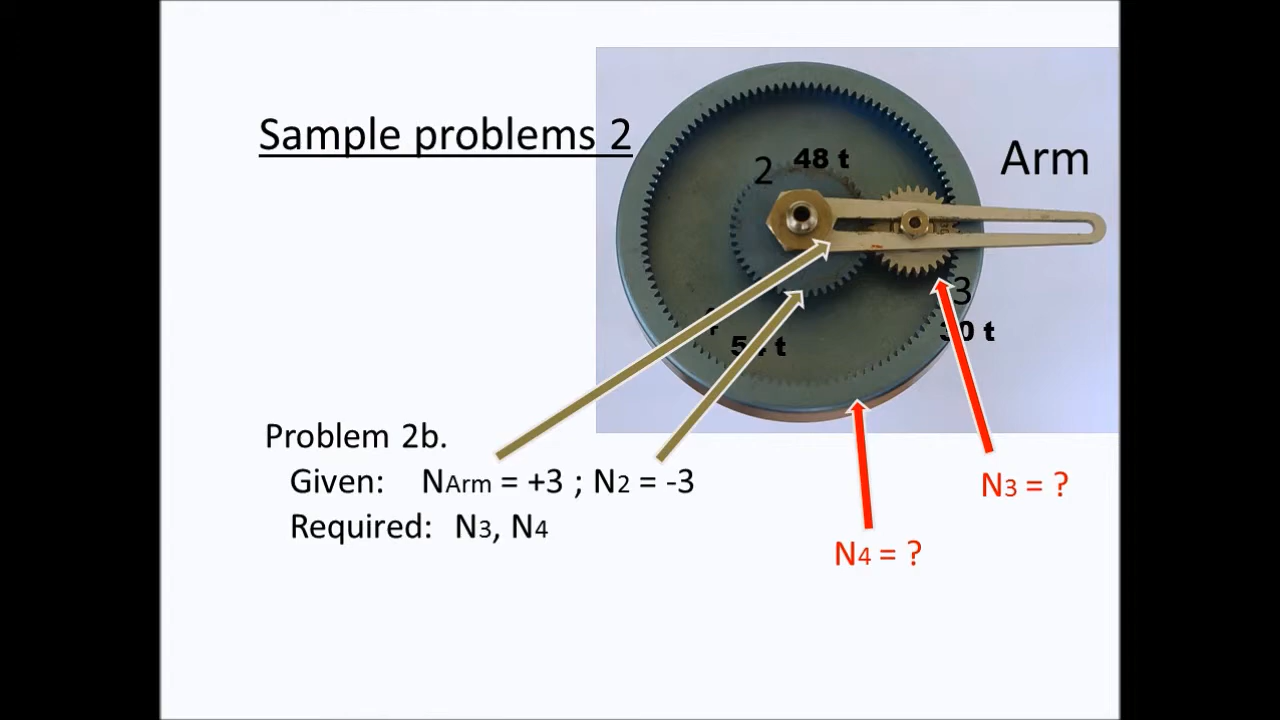 Sample problems 2
Arm
2 48 t
3
30 t
Problem 2b.
Given: NArm = +3 ; N2 = -3
Required: N3, N4
N3 = ?
N4 = ?